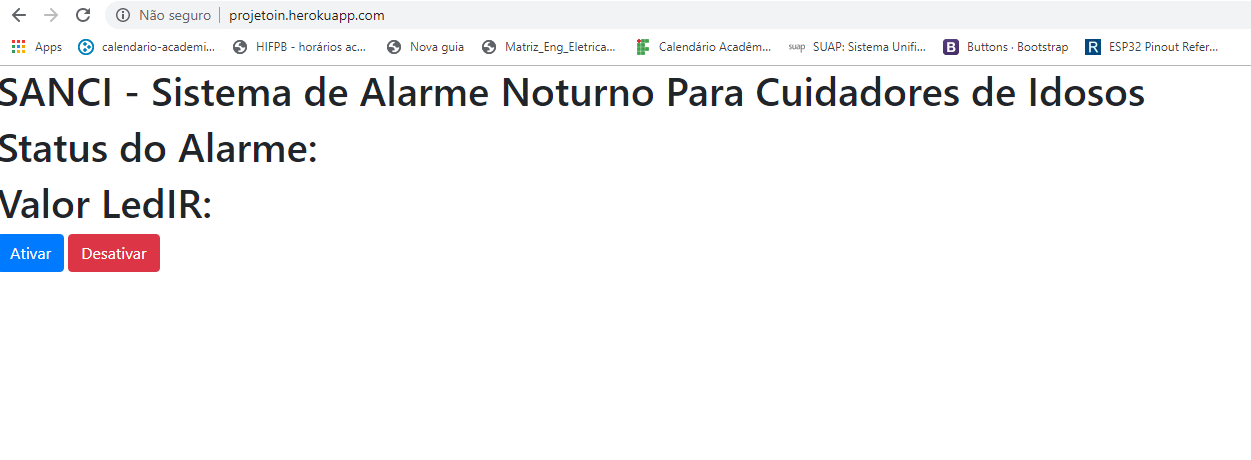 Não seguro projetoin.herokuapp.com
Apps calendario-academi... HIFPB - horários ac... Nova guia Matriz_Eng_Eletrica... Calendário Acadêm... suap SUAP: Sistema Unifi... B Buttons · Bootstrap R ESP32 Pinout Refer...
SANCI - Sistema de Alarme Noturno Para Cuidadores de Idosos
Status do Alarme:
Valor LedIR:
Ativar Desativar